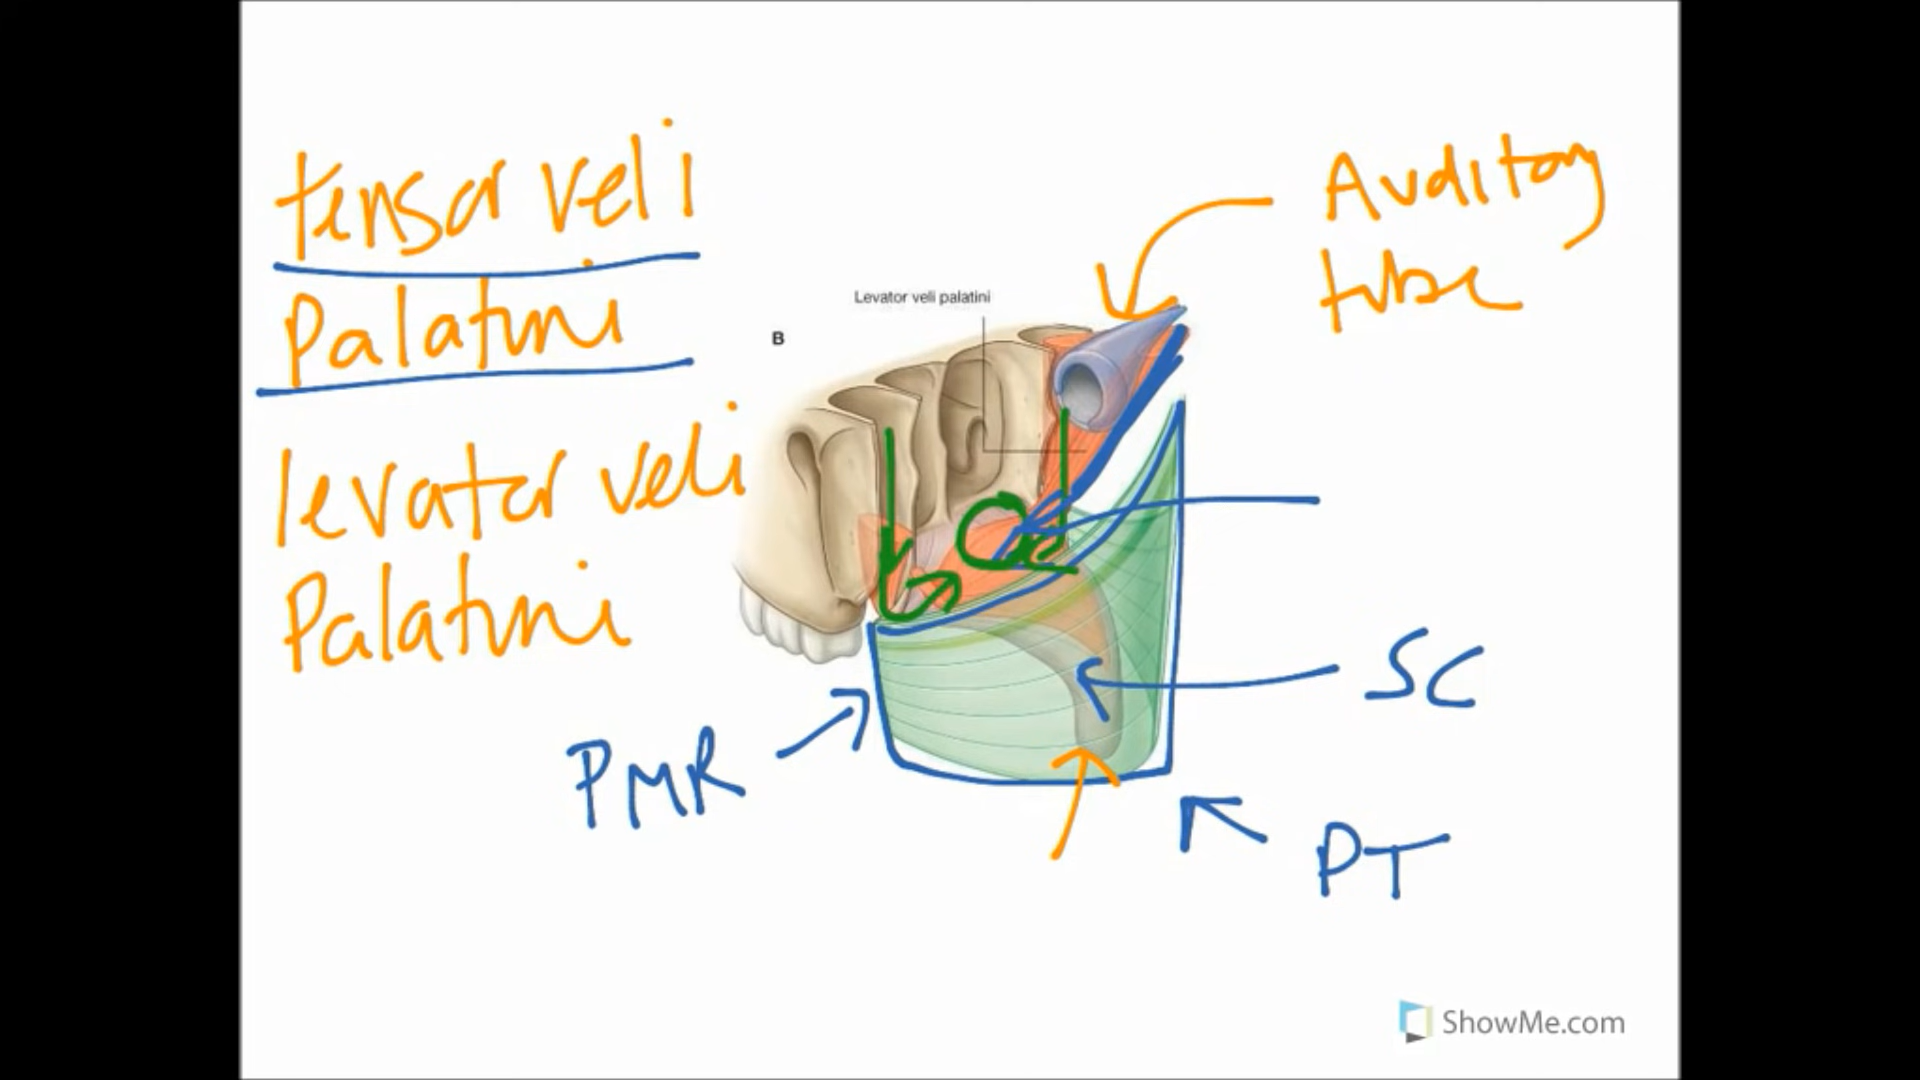 tensor veli
Palatini
levator veli
Palatini
Levator veli palatini
B
Auditory
tube
SC
PMR
PT
ShowMe.com